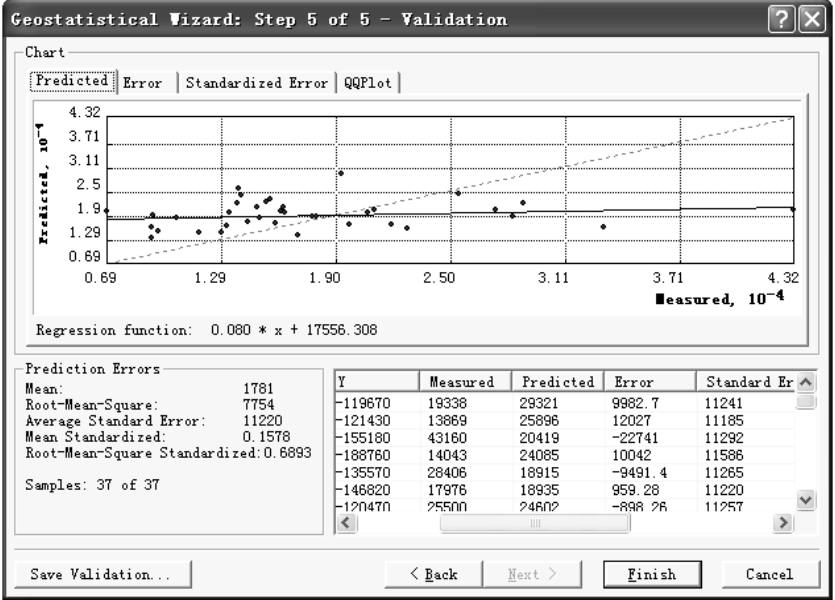 Geostatistical Wizard: Step 5 of 5 - Validation
Chart
Predicted Error Standardized Error QQPlot
4.32
3.71
3.11
2.5
1.9
1.29
0.69
Predicted, 10⁻⁴
0.69 1.29 1.90 2.50 3.11 3.71 4.32
Measured, 10⁻⁴
Regression function: 0.080 * x + 17556.308
Prediction Errors
Mean: 1781
Root-Mean-Square: 7754
Average Standard Error: 11220
Mean Standardized: 0.1578
Root-Mean-Square Standardized: 0.6893
Samples: 37 of 37
Y Measured Predicted Error Standard Er
-119670 19338 29321 9982.7 11241
-121430 13869 25896 12027 11185
-155180 43160 20419 -22741 11292
-188760 14043 24085 10042 11586
-135570 28406 18915 -9491.4 11265
-146820 17976 18935 959.28 11220
-120470 25500 24602 -898.26 11257
Save Validation...
< Back Next > Finish Cancel